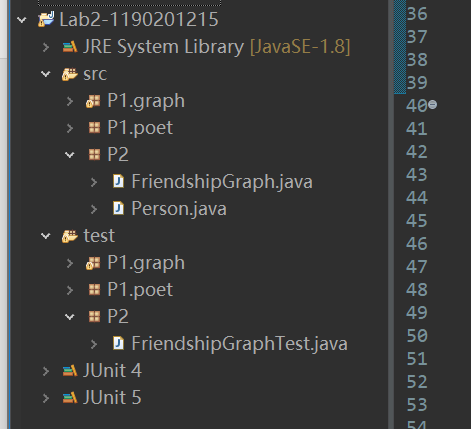 Lab2-1190201215
JRE System Library [JavaSE-1.8]
src
P1.graph
P1.poet
P2
FriendshipGraph.java
Person.java
test
P1.graph
P1.poet
P2
FriendshipGraphTest.java
JUnit 4
JUnit 5
36
37
38
39
40
41
42
43
44
45
46
47
48
49
50
51
52
53
54